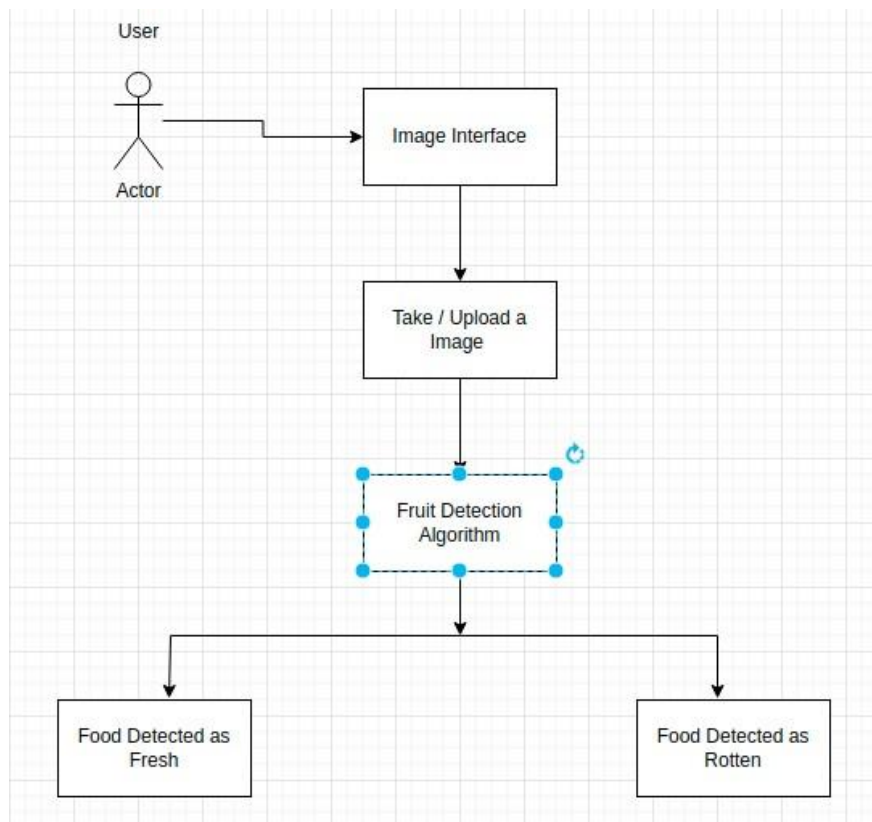 User
Actor
Image Interface
Take / Upload a
Image
Fruit Detection
Algorithm
Food Detected as
Fresh
Food Detected as
Rotten